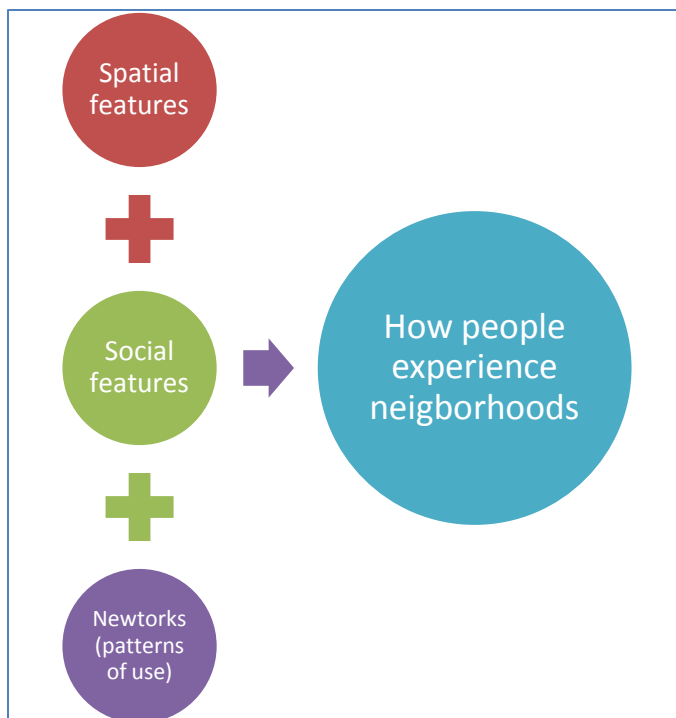 Spatial
features
Social
features
How people
experience
neigborhoods
Newtorks
(patterns
of use)